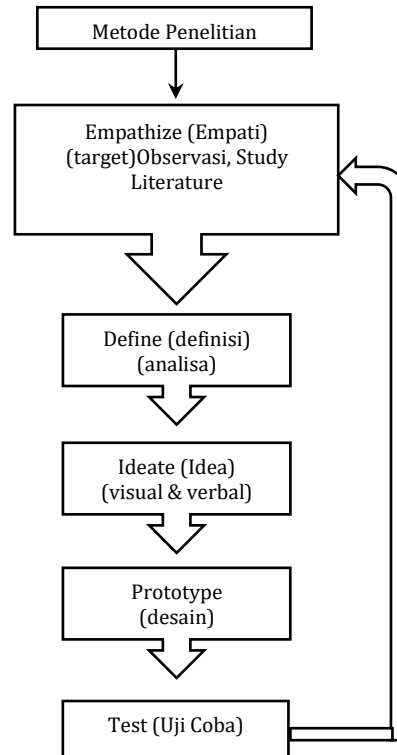 Metode Penelitian
Empathize (Empati)
(target)Observasi, Study
Literature
Define (definisi)
(analisa)
Ideate (Idea)
(visual & verbal)
Prototype
(desain)
Test (Uji Coba)